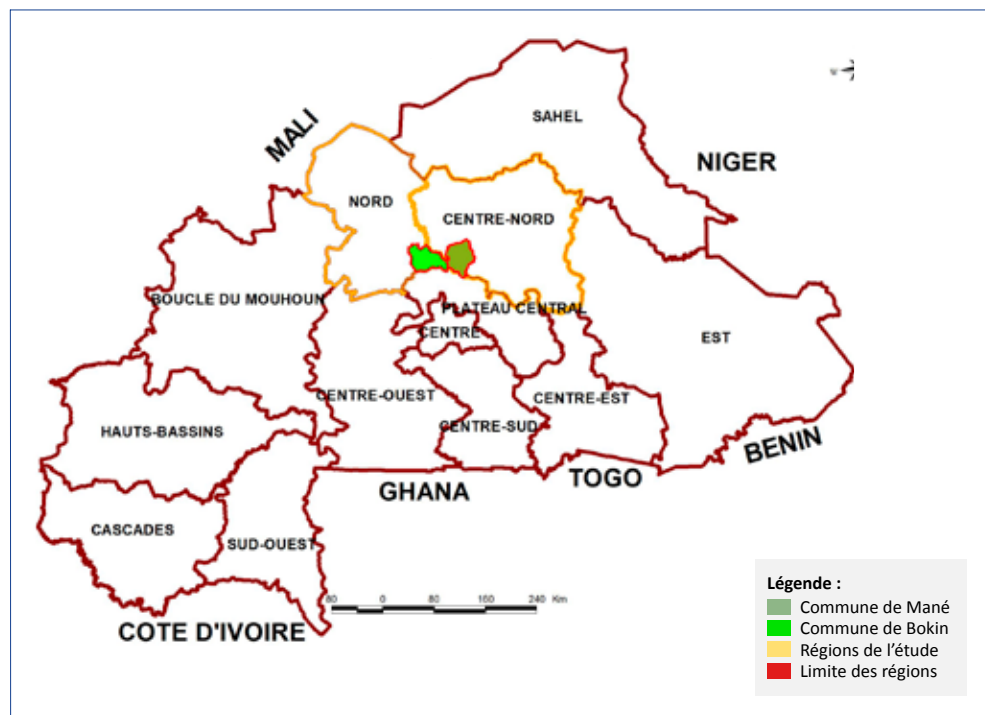 SAHEL
MALI
NIGER
NORD
CENTRE-NORD
BOUCLE DU MOUHOUN
PLATEAU CENTRAL
CENTRE
EST
CENTRE-OUEST
CENTRE-EST
HAUTS-BASSINS
CENTRE-SUD
BENIN
TOGO
GHANA
CASCADES
SUD-OUEST
80 0 80 160 240 Km
COTE D'IVOIRE
Légende :
Commune de Mané
Commune de Bokin
Régions de l’étude
Limite des régions